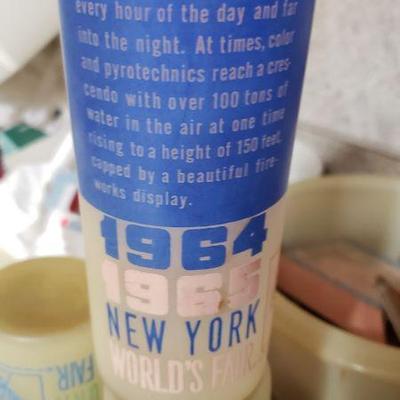 every hour of the day and far
into the night. At times, color
and pyrotechnics reach a cres-
cendo with over 100 tons of
water in the air at one time
rising to a height of 150 feet,
capped by a beautiful fire-
works display.
1964
1965
NEW YORK
WORLD'S FAIR
FAIR